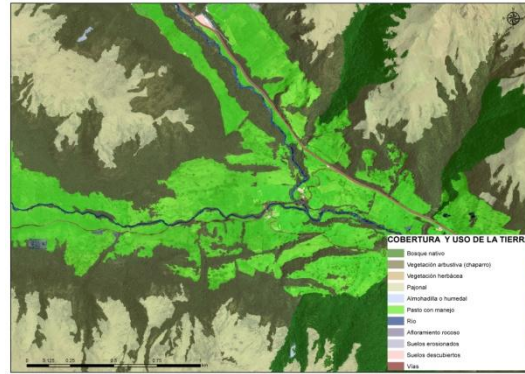 COBERTURA Y USO DE LA TIERRA
Bosque nativo
Vegetación arbustiva (chaparro)
Vegetación herbácea
Pajonal
Almohadilla o humedal
Pasto con manejo
Río
Afloramiento rocoso
Suelos erosionados
Suelos descubiertos
Vías